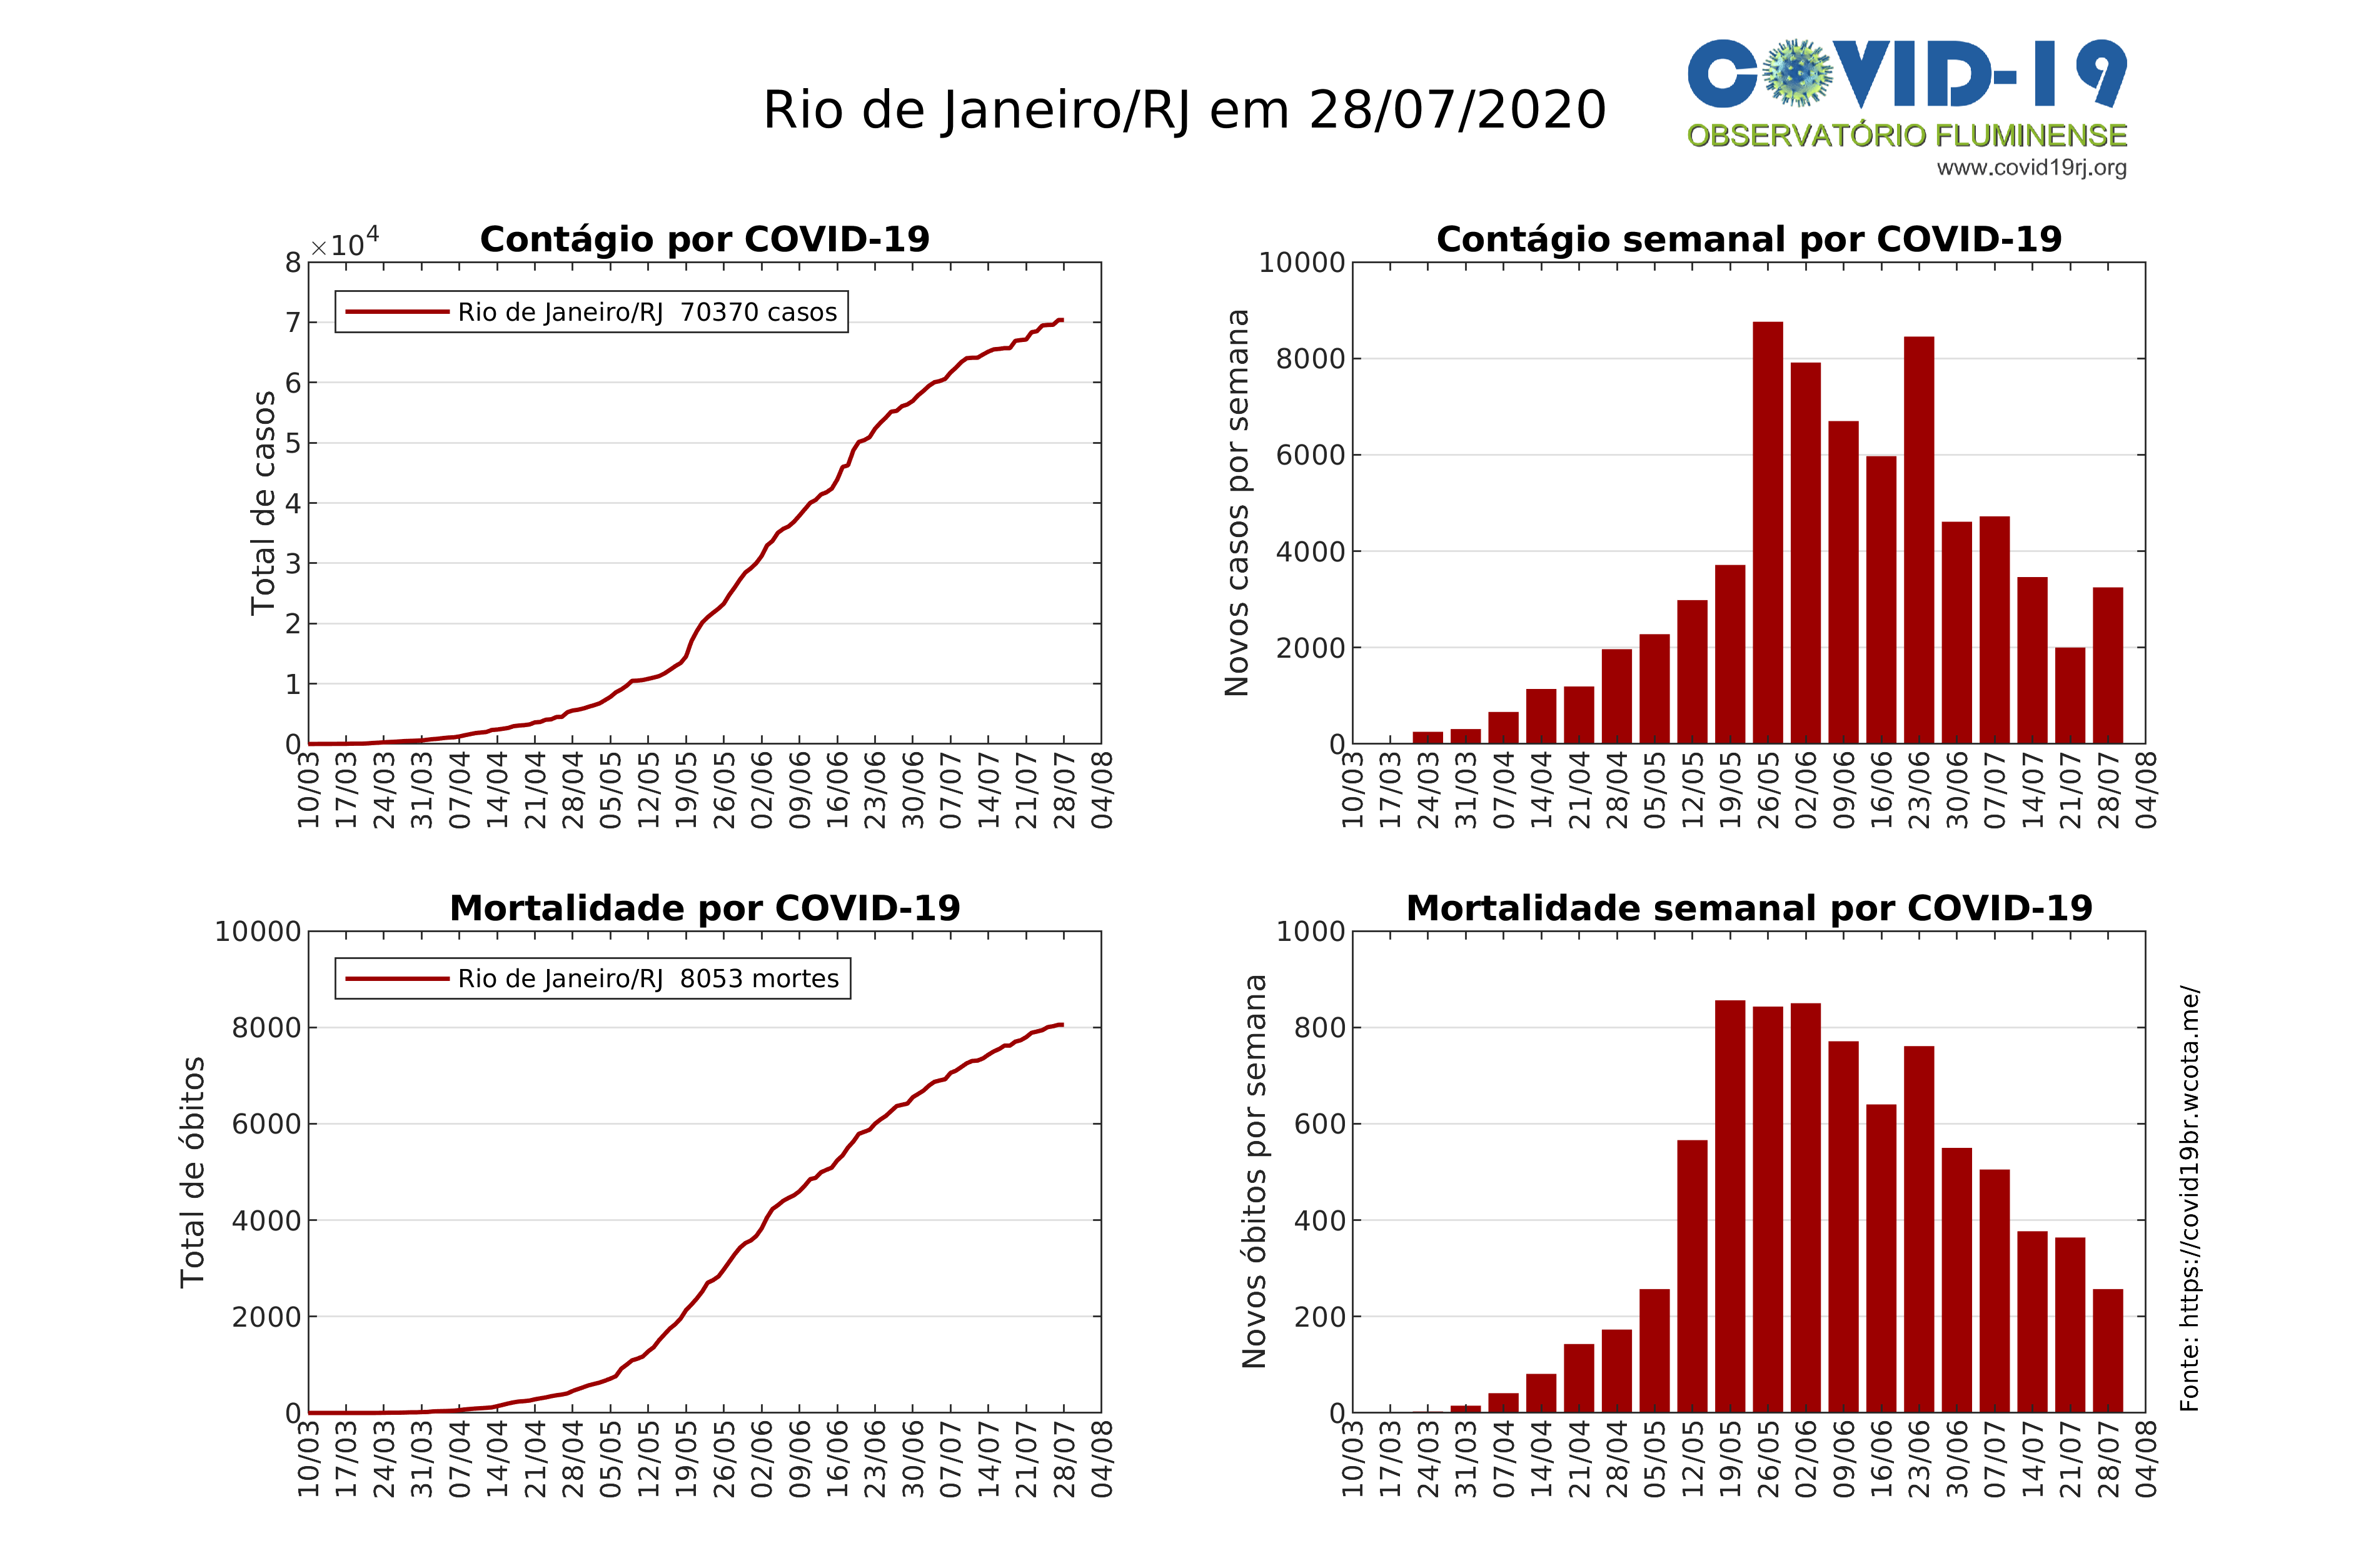 Rio de Janeiro/RJ em 28/07/2020
COVID-19
OBSERVATÓRIO FLUMINENSE
www.covid19rj.org
Contágio por COVID-19
×10^4
Total de casos
8
7
6
5
4
3
2
1
0
Rio de Janeiro/RJ 70370 casos
10/03 17/03 24/03 31/03 07/04 14/04 21/04 28/04 05/05 12/05 19/05 26/05 02/06 09/06 16/06 23/06 30/06 07/07 14/07 21/07 28/07 04/08
Contágio semanal por COVID-19
Novos casos por semana
10000
8000
6000
4000
2000
0
10/03 17/03 24/03 31/03 07/04 14/04 21/04 28/04 05/05 12/05 19/05 26/05 02/06 09/06 16/06 23/06 30/06 07/07 14/07 21/07 28/07 04/08
Mortalidade por COVID-19
Total de óbitos
10000
8000
6000
4000
2000
0
Rio de Janeiro/RJ 8053 mortes
10/03 17/03 24/03 31/03 07/04 14/04 21/04 28/04 05/05 12/05 19/05 26/05 02/06 09/06 16/06 23/06 30/06 07/07 14/07 21/07 28/07 04/08
Mortalidade semanal por COVID-19
Novos óbitos por semana
1000
800
600
400
200
0
10/03 17/03 24/03 31/03 07/04 14/04 21/04 28/04 05/05 12/05 19/05 26/05 02/06 09/06 16/06 23/06 30/06 07/07 14/07 21/07 28/07 04/08
Fonte: https://covid19br.wcota.me/